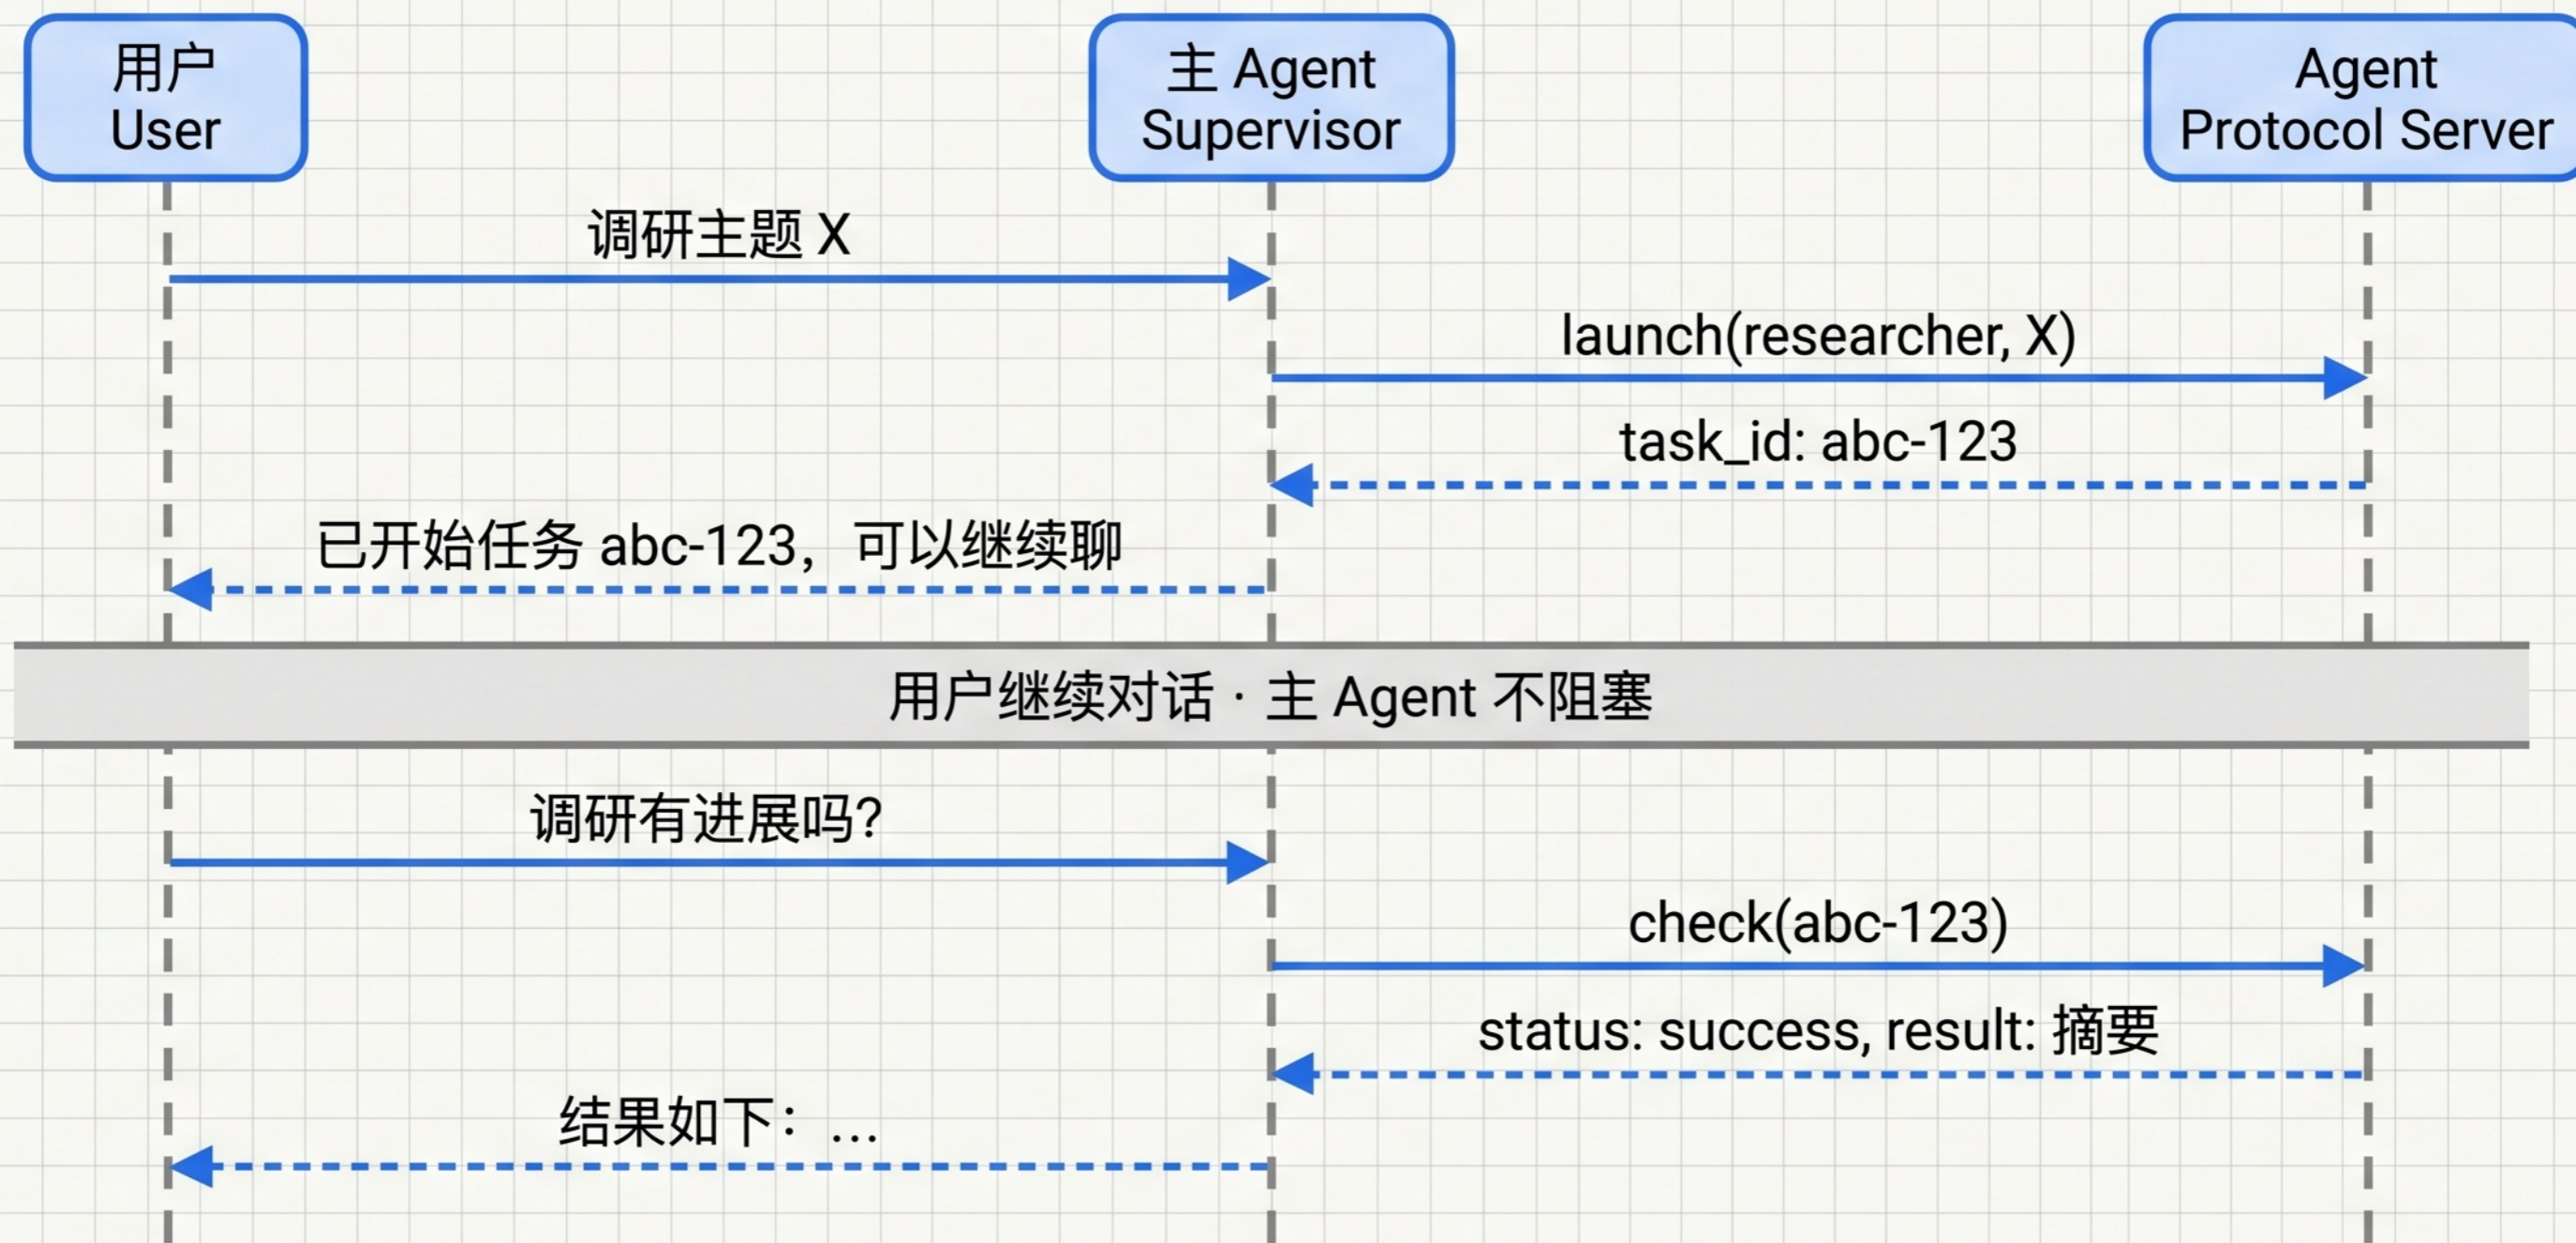 用户
User
主 Agent
Supervisor
Agent
Protocol Server
调研主题 X
launch(researcher, X)
task_id: abc-123
已开始任务 abc-123，可以继续聊
用户继续对话 · 主 Agent 不阻塞
调研有进展吗?
check(abc-123)
status: success, result: 摘要
结果如下：...